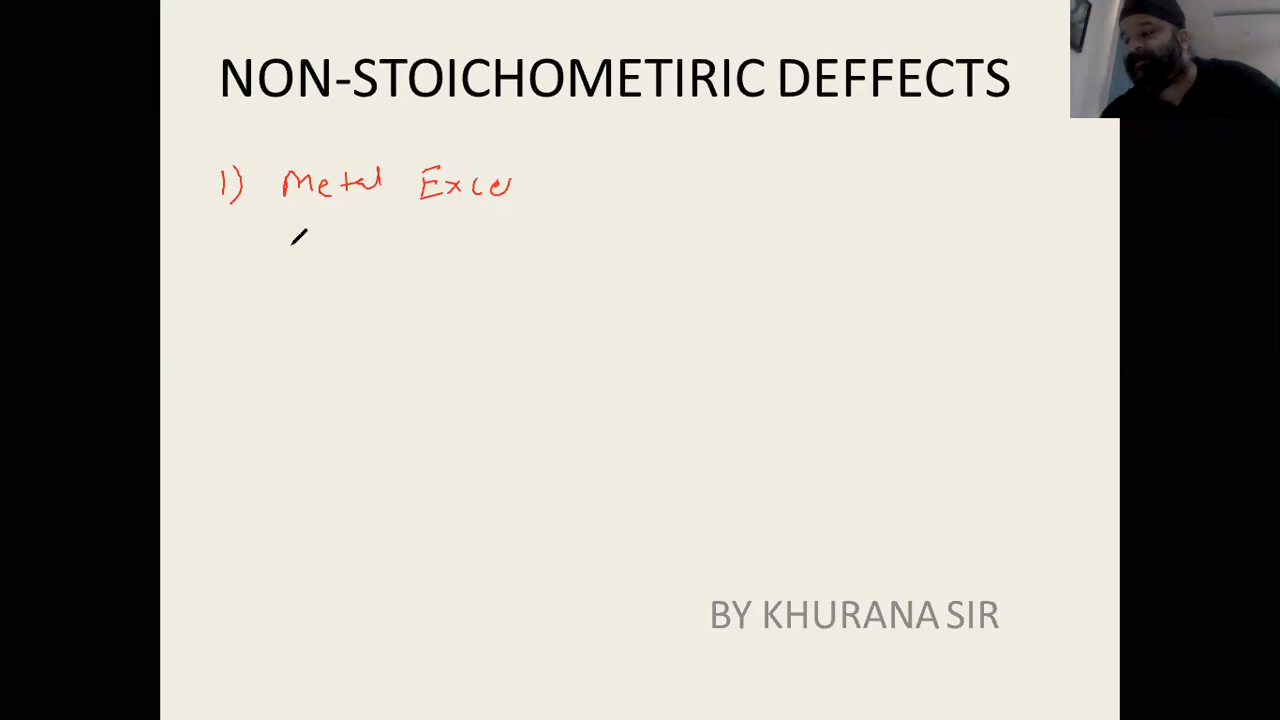 NON-STOICHOMETIRIC DEFFECTS
1) Metal Exce
BY KHURANA SIR